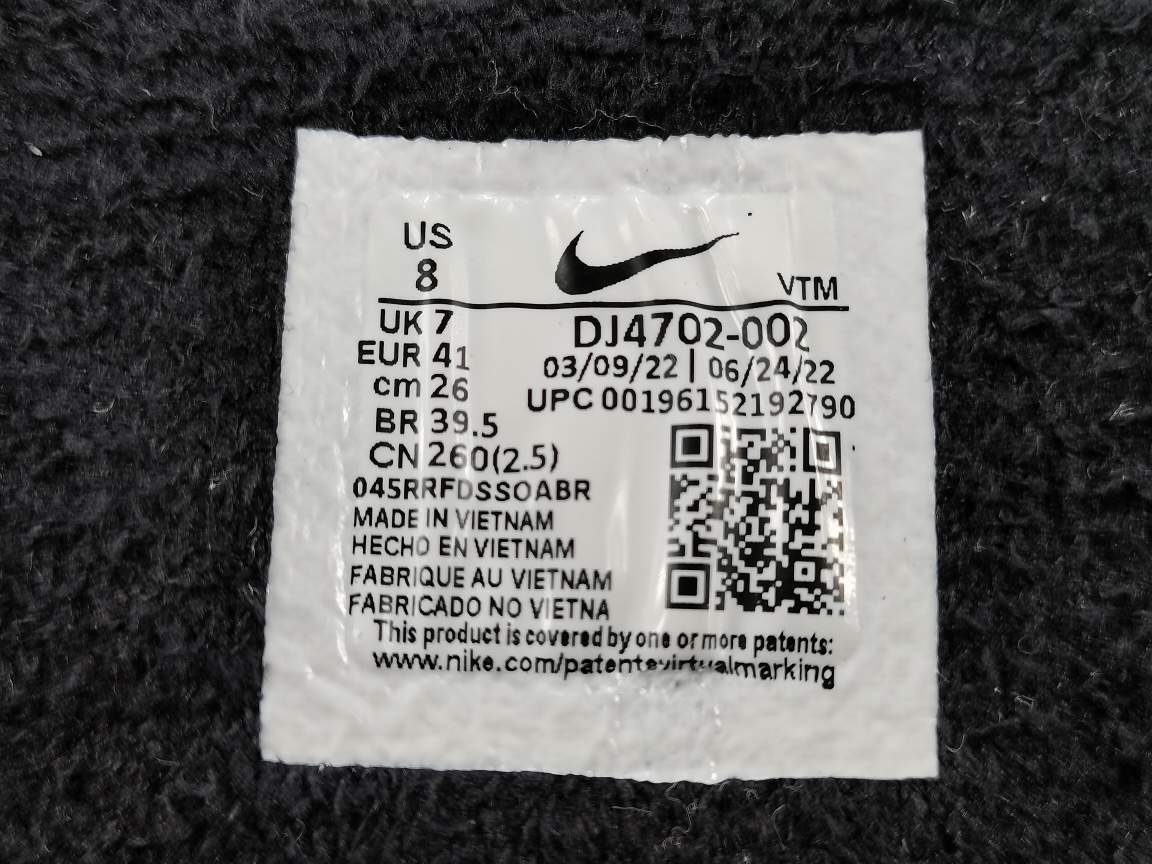 US
8
VTM
UK 7
EUR 41
cm 26
BR 39.5
CN 260(2.5)
DJ4702-002
03/09/22 | 06/24/22
UPC 00196152192790
045RRFDSSOABR
MADE IN VIETNAM
HECHO EN VIETNAM
FABRIQUE AU VIETNAM
FABRICADO NO VIETNA
This product is covered by one or more patents:
www.nike.com/patentevirtualmarking